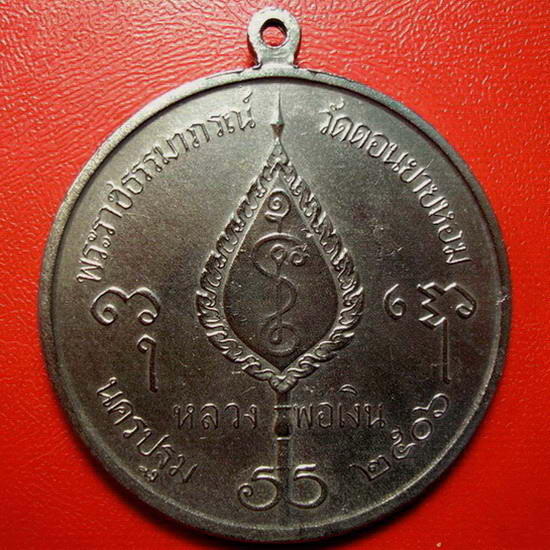 พระราชธรรมาภรณ์
วัดดอนยายหอม
หลวงพ่อเงิน
นครปฐม
๒๕๐๖